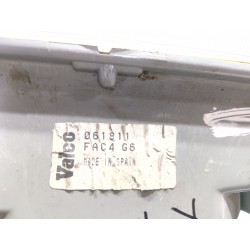 Valeo
061211
FAC4 G6
MADE IN SPAIN